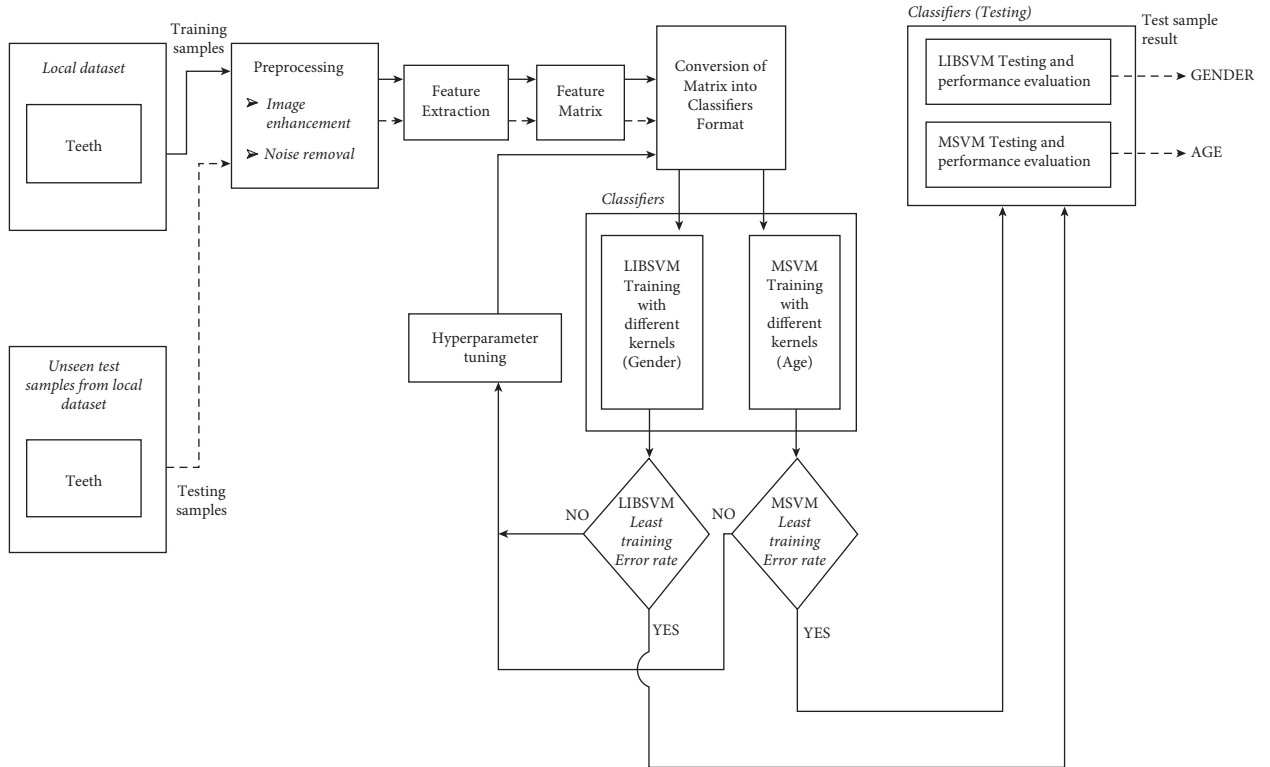 Local dataset
Teeth
Training
samples
Preprocessing
Image
enhancement
Noise removal
Feature
Extraction
Feature
Matrix
Conversion of
Matrix into
Classifiers
Format
Classifiers (Testing)
LIBSVM Testing and
performance evaluation
MSVM Testing and
performance evaluation
Test sample
result
GENDER
AGE
Classifiers
LIBSVM
Training
with
different
kernels
(Gender)
MSVM
Training
with
different
kernels
(Age)
Hyperparameter
tuning
Unseen test
samples from local
dataset
Teeth
Testing
samples
NO
LIBSVM
Least
training
Error rate
YES
NO
MSVM
Least
training
Error rate
YES